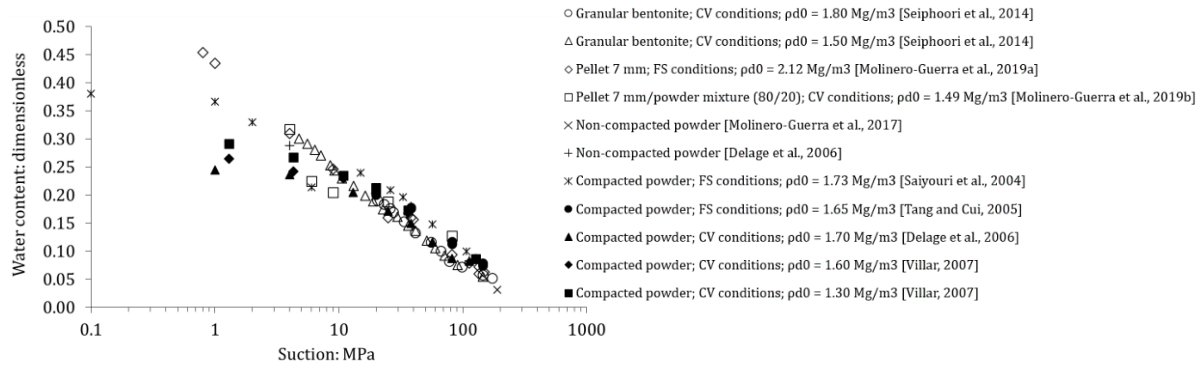 Water content: dimensionless
0.50
0.45
0.40
0.35
0.30
0.25
0.20
0.15
0.10
0.05
0.00
0.1 1 10 100 1000
Suction: MPa
Granular bentonite; CV conditions; ρd0 = 1.80 Mg/m3 [Seiphoori et al., 2014]
Granular bentonite; CV conditions; ρd0 = 1.50 Mg/m3 [Seiphoori et al., 2014]
Pellet 7 mm; FS conditions; ρd0 = 2.12 Mg/m3 [Molinero-Guerra et al., 2019a]
Pellet 7 mm/powder mixture (80/20); CV conditions; ρd0 = 1.49 Mg/m3 [Molinero-Guerra et al., 2019b]
Non-compacted powder [Molinero-Guerra et al., 2017]
Non-compacted powder [Delage et al., 2006]
Compacted powder; FS conditions; ρd0 = 1.73 Mg/m3 [Saiyouri et al., 2004]
Compacted powder; FS conditions; ρd0 = 1.65 Mg/m3 [Tang and Cui, 2005]
Compacted powder; CV conditions; ρd0 = 1.70 Mg/m3 [Delage et al., 2006]
Compacted powder; CV conditions; ρd0 = 1.60 Mg/m3 [Villar, 2007]
Compacted powder; CV conditions; ρd0 = 1.30 Mg/m3 [Villar, 2007]